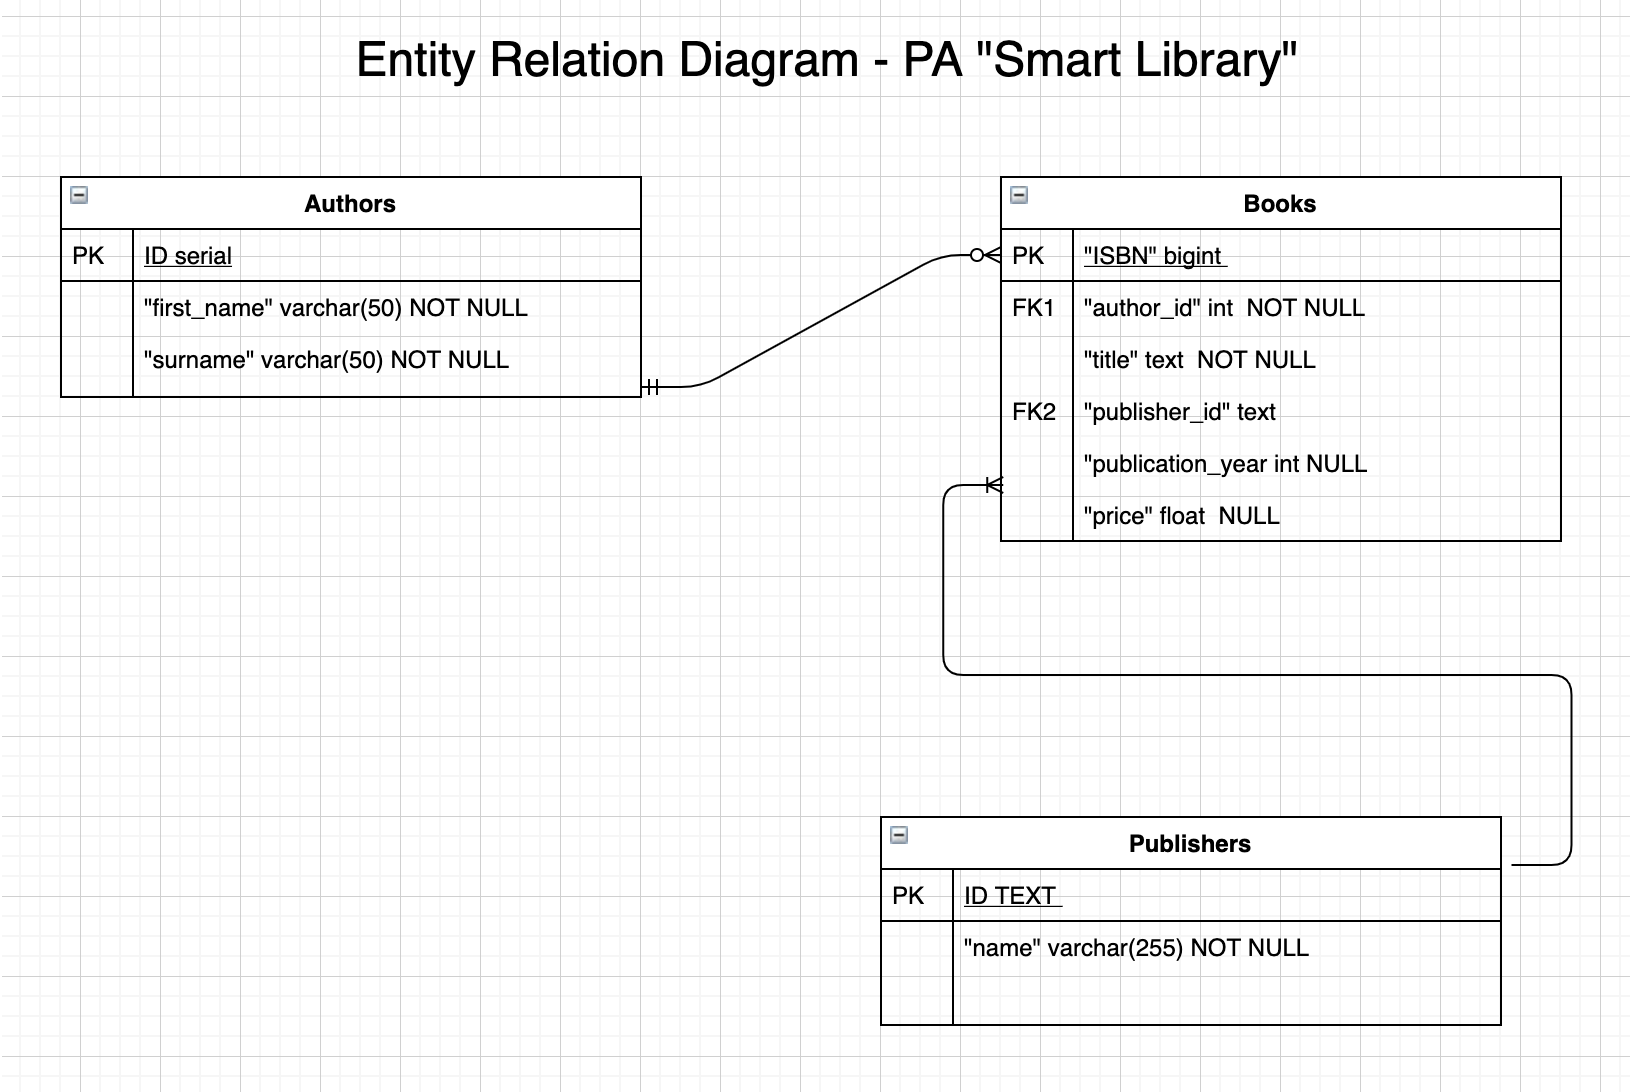 Entity Relation Diagram - PA "Smart Library"
Authors
PK ID serial
"first_name" varchar(50) NOT NULL
"surname" varchar(50) NOT NULL
Books
PK "ISBN" bigint
FK1 "author_id" int  NOT NULL
"title" text  NOT NULL
FK2 "publisher_id" text
"publication_year int NULL
"price" float  NULL
Publishers
PK ID TEXT
"name" varchar(255) NOT NULL